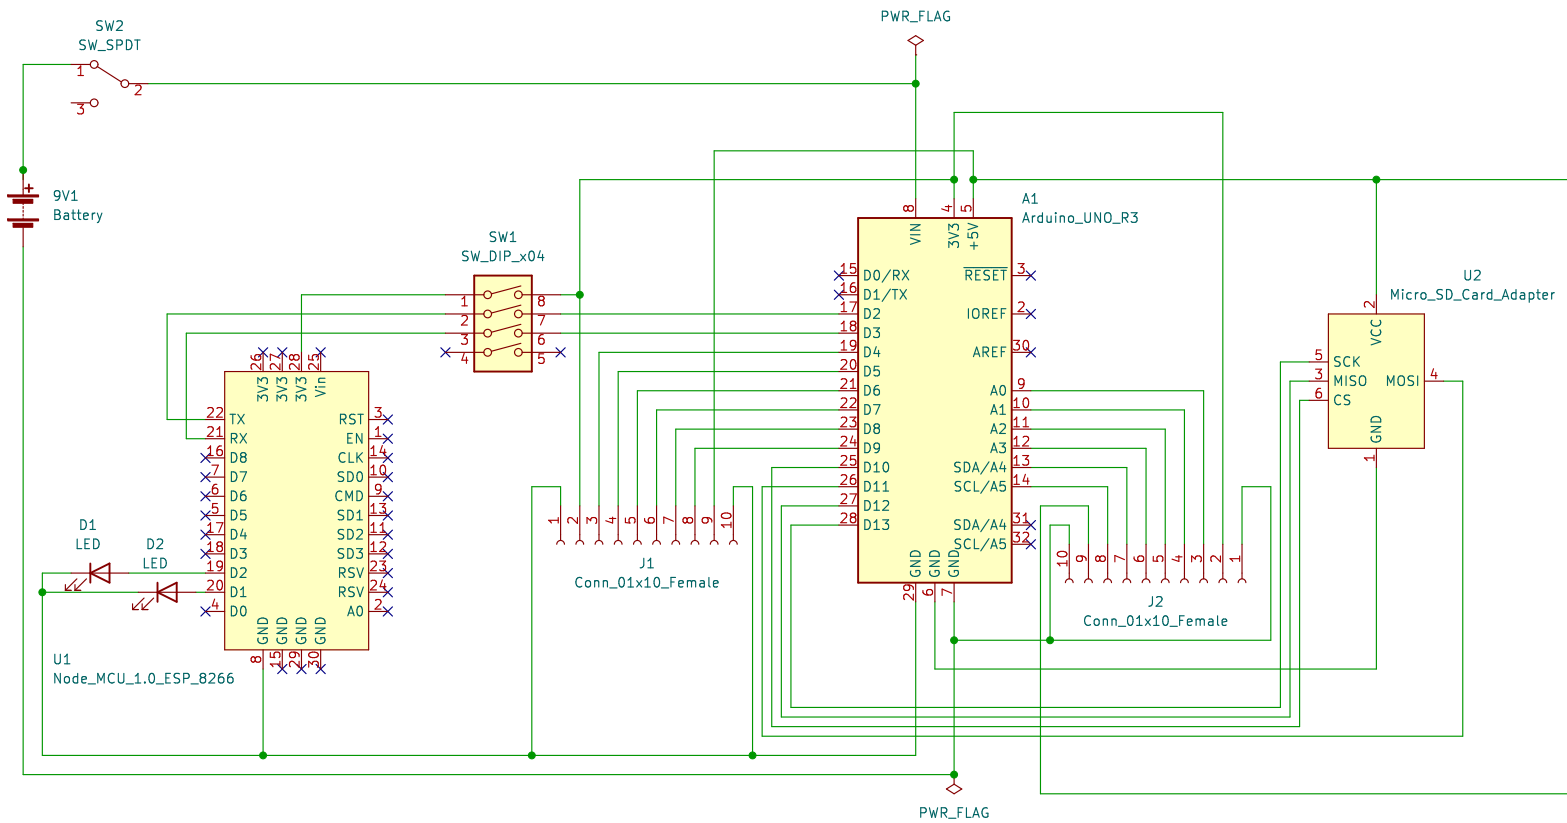 PWR_FLAG
SW2
SW_SPDT
1
2
3
9V1
Battery
SW1
SW_DIP_x04
1
2
3
4
8
7
6
5
A1
Arduino_UNO_R3
8
4
5
VIN
3V3
+5V
15
D0/RX
16
D1/TX
17
D2
18
D3
19
D4
20
D5
21
D6
22
D7
23
D8
24
D9
25
D10
26
D11
27
D12
28
D13
RESET
3
IOREF
2
AREF
30
A0
9
A1
10
A2
11
A3
12
SDA/A4
13
SCL/A5
14
SDA/A4
31
SCL/A5
32
GND
GND
GND
29
6
7
U2
Micro_SD_Card_Adapter
2
VCC
5
SCK
3
MISO
6
CS
MOSI
4
GND
1
26
27
28
25
3V3
3V3
3V3
Vin
22
TX
21
RX
16
D8
7
D7
6
D6
5
D5
17
D4
18
D3
19
D2
20
D1
4
D0
RST
3
EN
1
CLK
14
SD0
10
CMD
9
SD1
13
SD2
11
SD3
12
RSV
23
RSV
24
A0
2
GND
GND
GND
GND
8
15
29
30
D1
LED
D2
LED
U1
Node_MCU_1.0_ESP_8266
1
2
3
4
5
6
7
8
9
10
J1
Conn_01x10_Female
10
9
8
7
6
5
4
3
2
1
J2
Conn_01x10_Female
PWR_FLAG